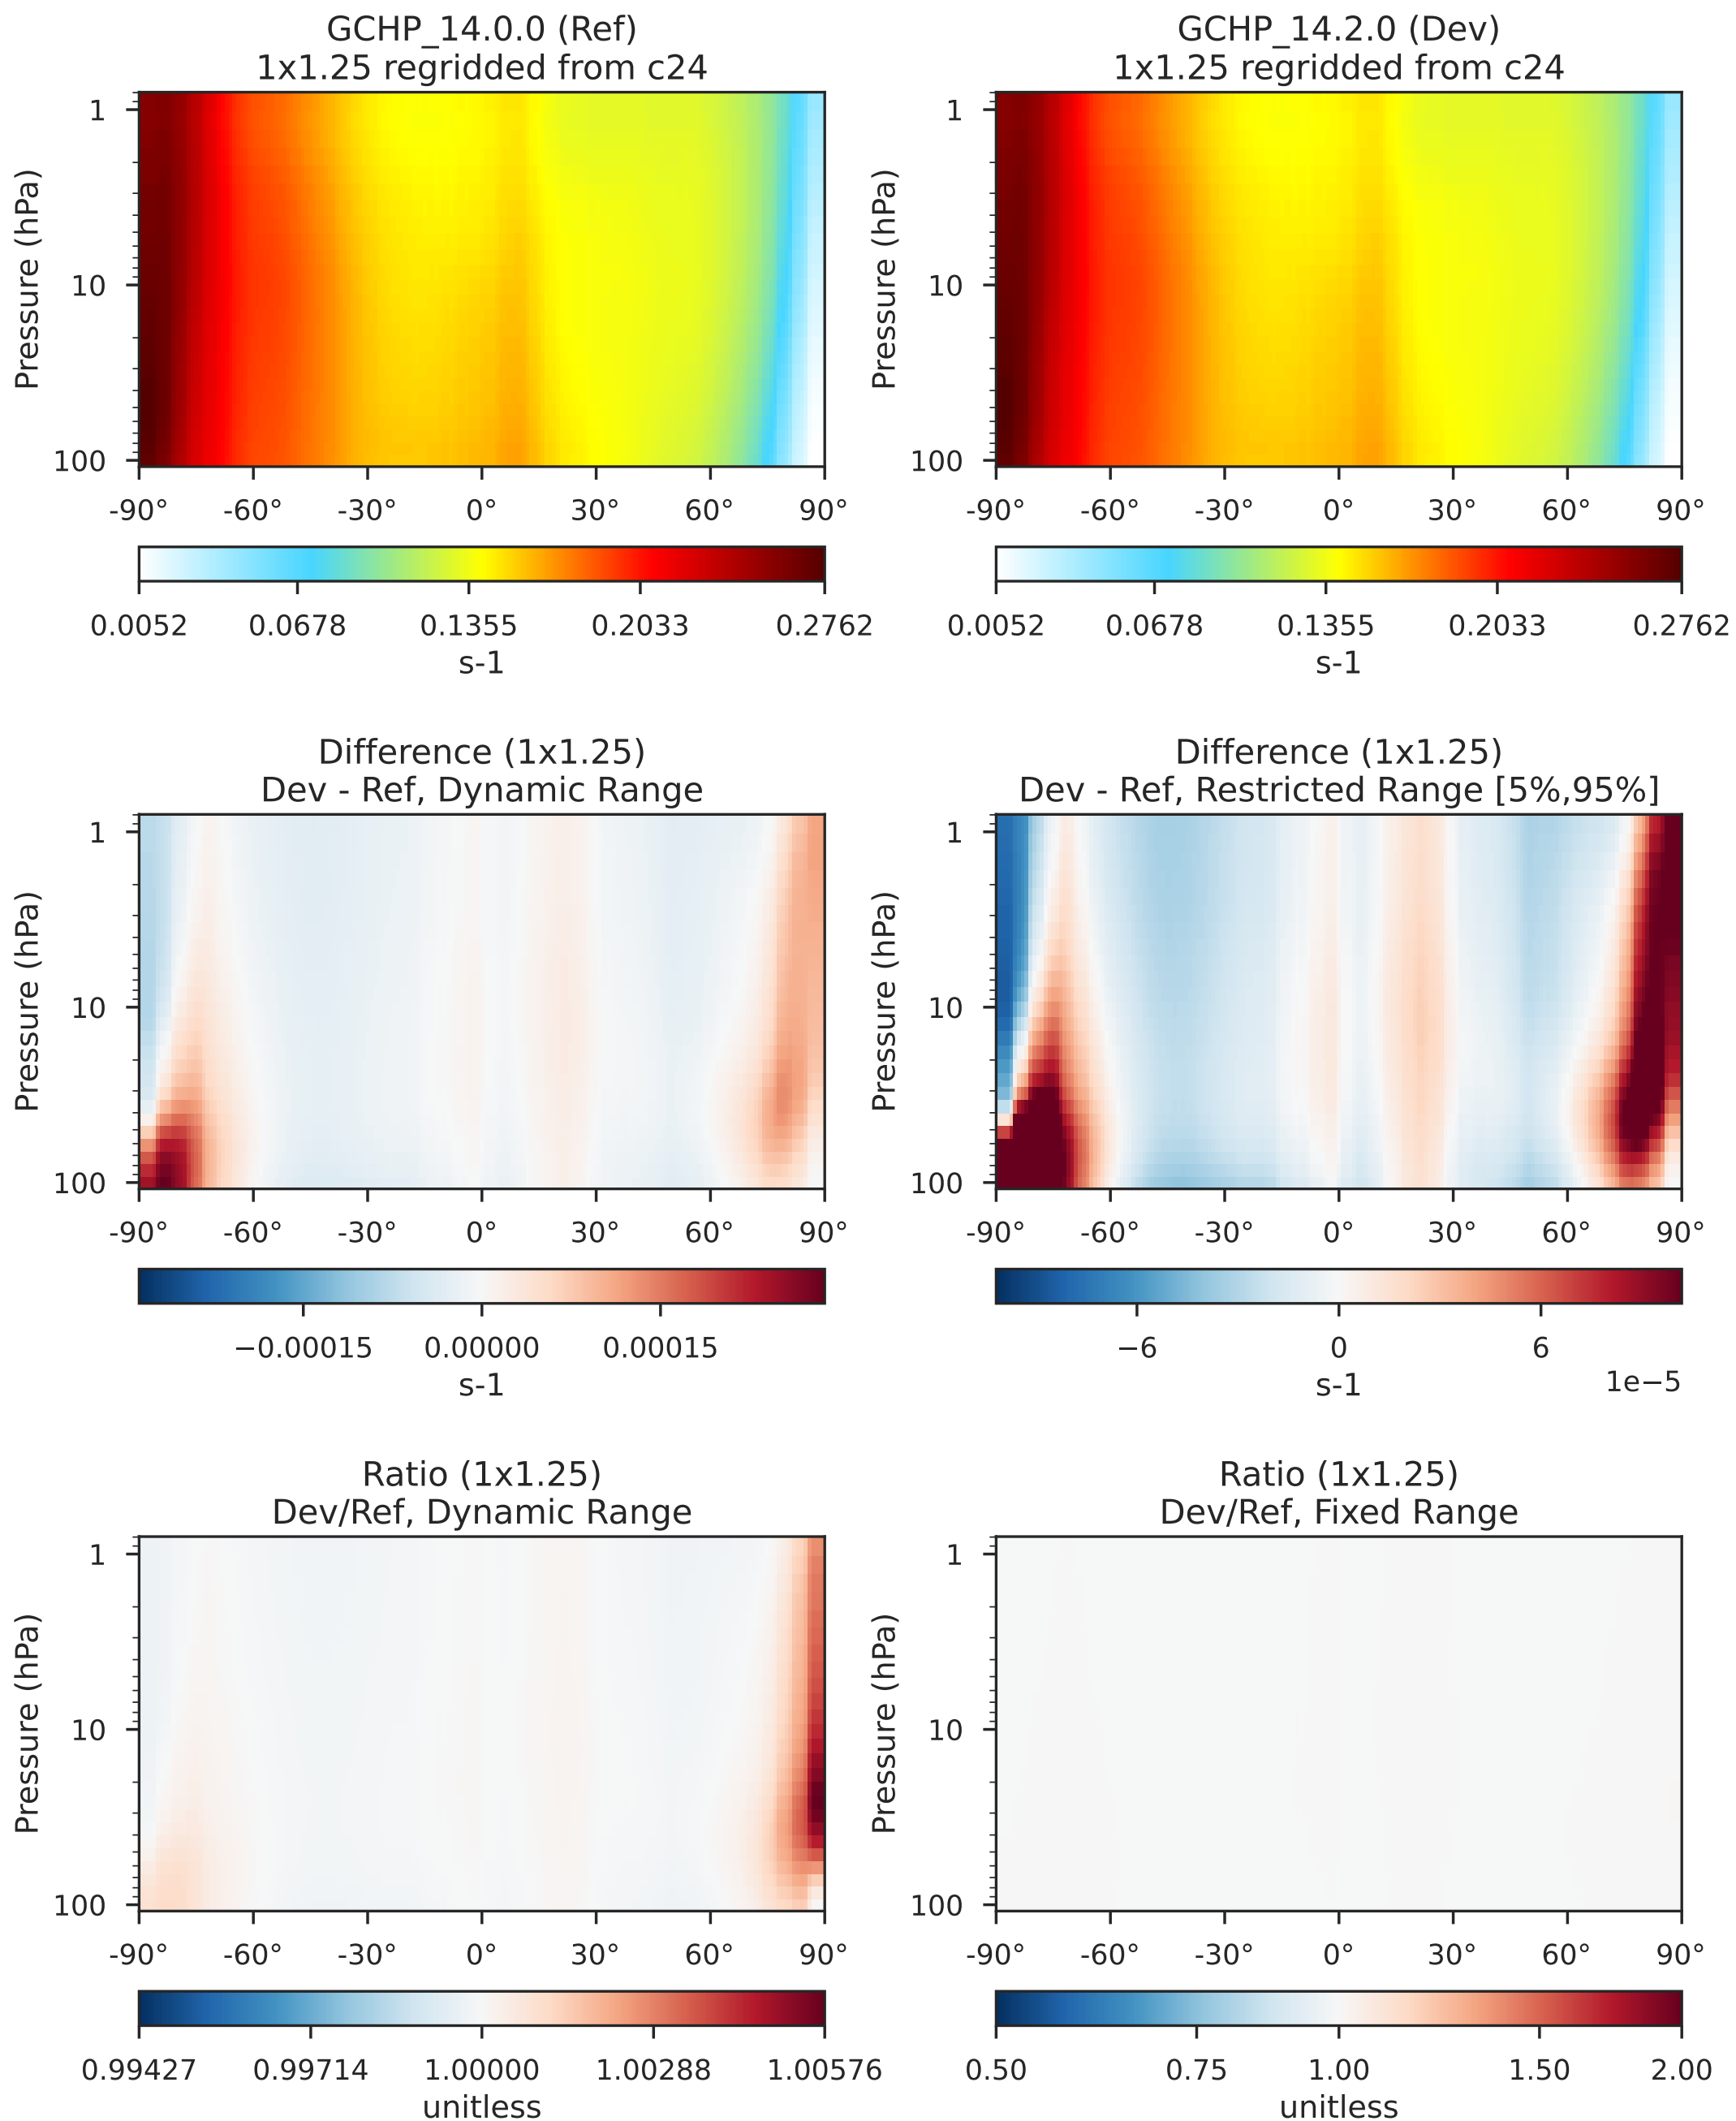 GCHP_14.0.0 (Ref)
1x1.25 regridded from c24
Pressure (hPa)
1
10
100
-90° -60° -30° 0° 30° 60° 90°
0.0052 0.0678 0.1355 0.2033 0.2762
s-1
GCHP_14.2.0 (Dev)
1x1.25 regridded from c24
Pressure (hPa)
1
10
100
-90° -60° -30° 0° 30° 60° 90°
0.0052 0.0678 0.1355 0.2033 0.2762
s-1
Difference (1x1.25)
Dev - Ref, Dynamic Range
Pressure (hPa)
1
10
100
-90° -60° -30° 0° 30° 60° 90°
−0.00015 0.00000 0.00015
s-1
Difference (1x1.25)
Dev - Ref, Restricted Range [5%,95%]
Pressure (hPa)
1
10
100
-90° -60° -30° 0° 30° 60° 90°
−6 0 6
1e−5
s-1
Ratio (1x1.25)
Dev/Ref, Dynamic Range
Pressure (hPa)
1
10
100
-90° -60° -30° 0° 30° 60° 90°
0.99427 0.99714 1.00000 1.00288 1.00576
unitless
Ratio (1x1.25)
Dev/Ref, Fixed Range
Pressure (hPa)
1
10
100
-90° -60° -30° 0° 30° 60° 90°
0.50 0.75 1.00 1.50 2.00
unitless